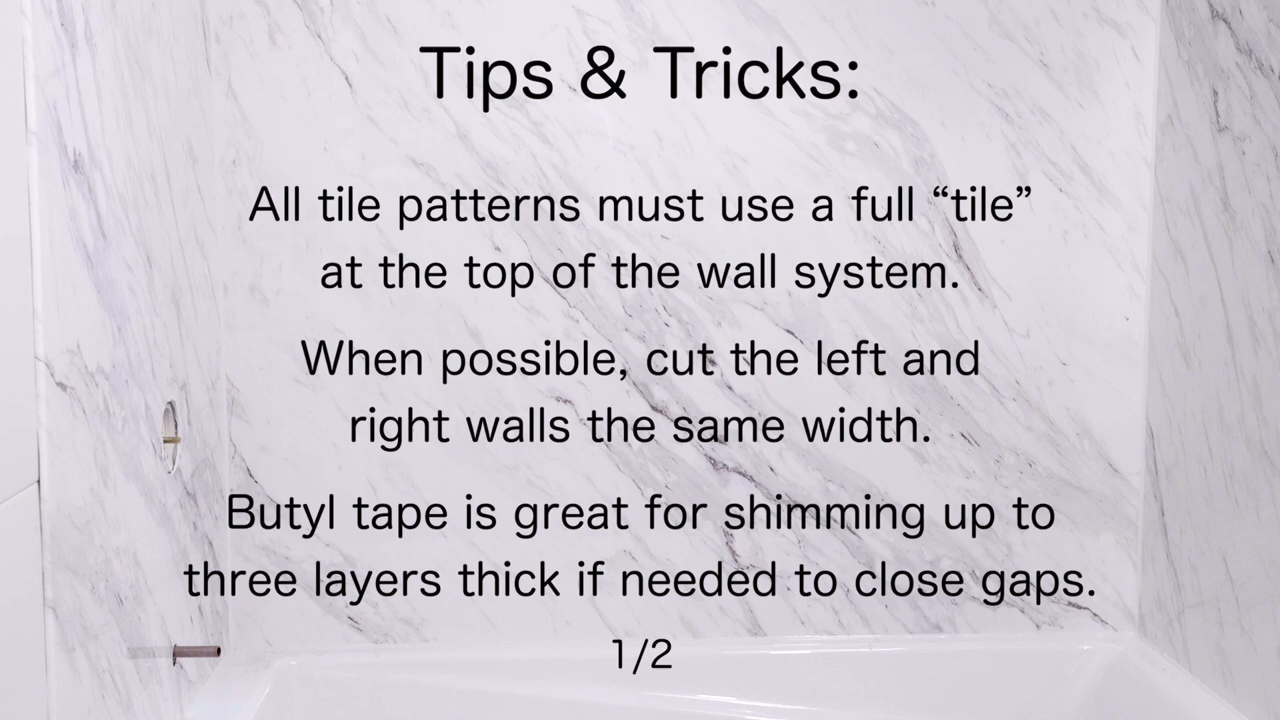 Tips & Tricks:
All tile patterns must use a full “tile”
at the top of the wall system.
When possible, cut the left and
right walls the same width.
Butyl tape is great for shimming up to
three layers thick if needed to close gaps.
1/2